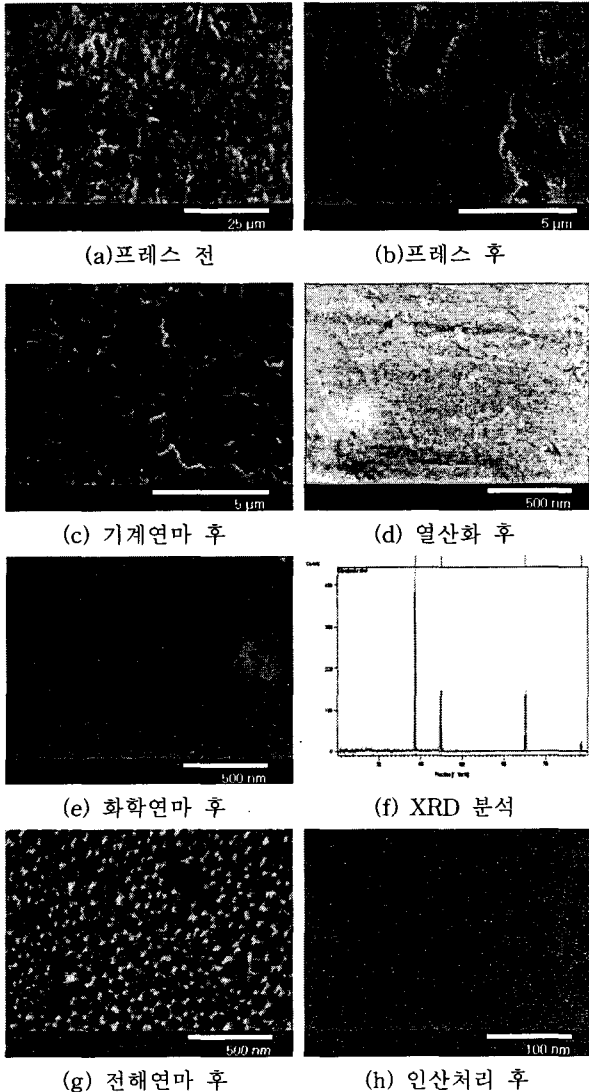 25 μm
5 μm
(a)프레스 전
(b)프레스 후
5 μm
500 nm
(c) 기계연마 후
(d) 열산화 후
500 nm
(e) 화학연마 후
(f) XRD 분석
500 nm
100 nm
(g) 전해연마 후
(h) 인산처리 후